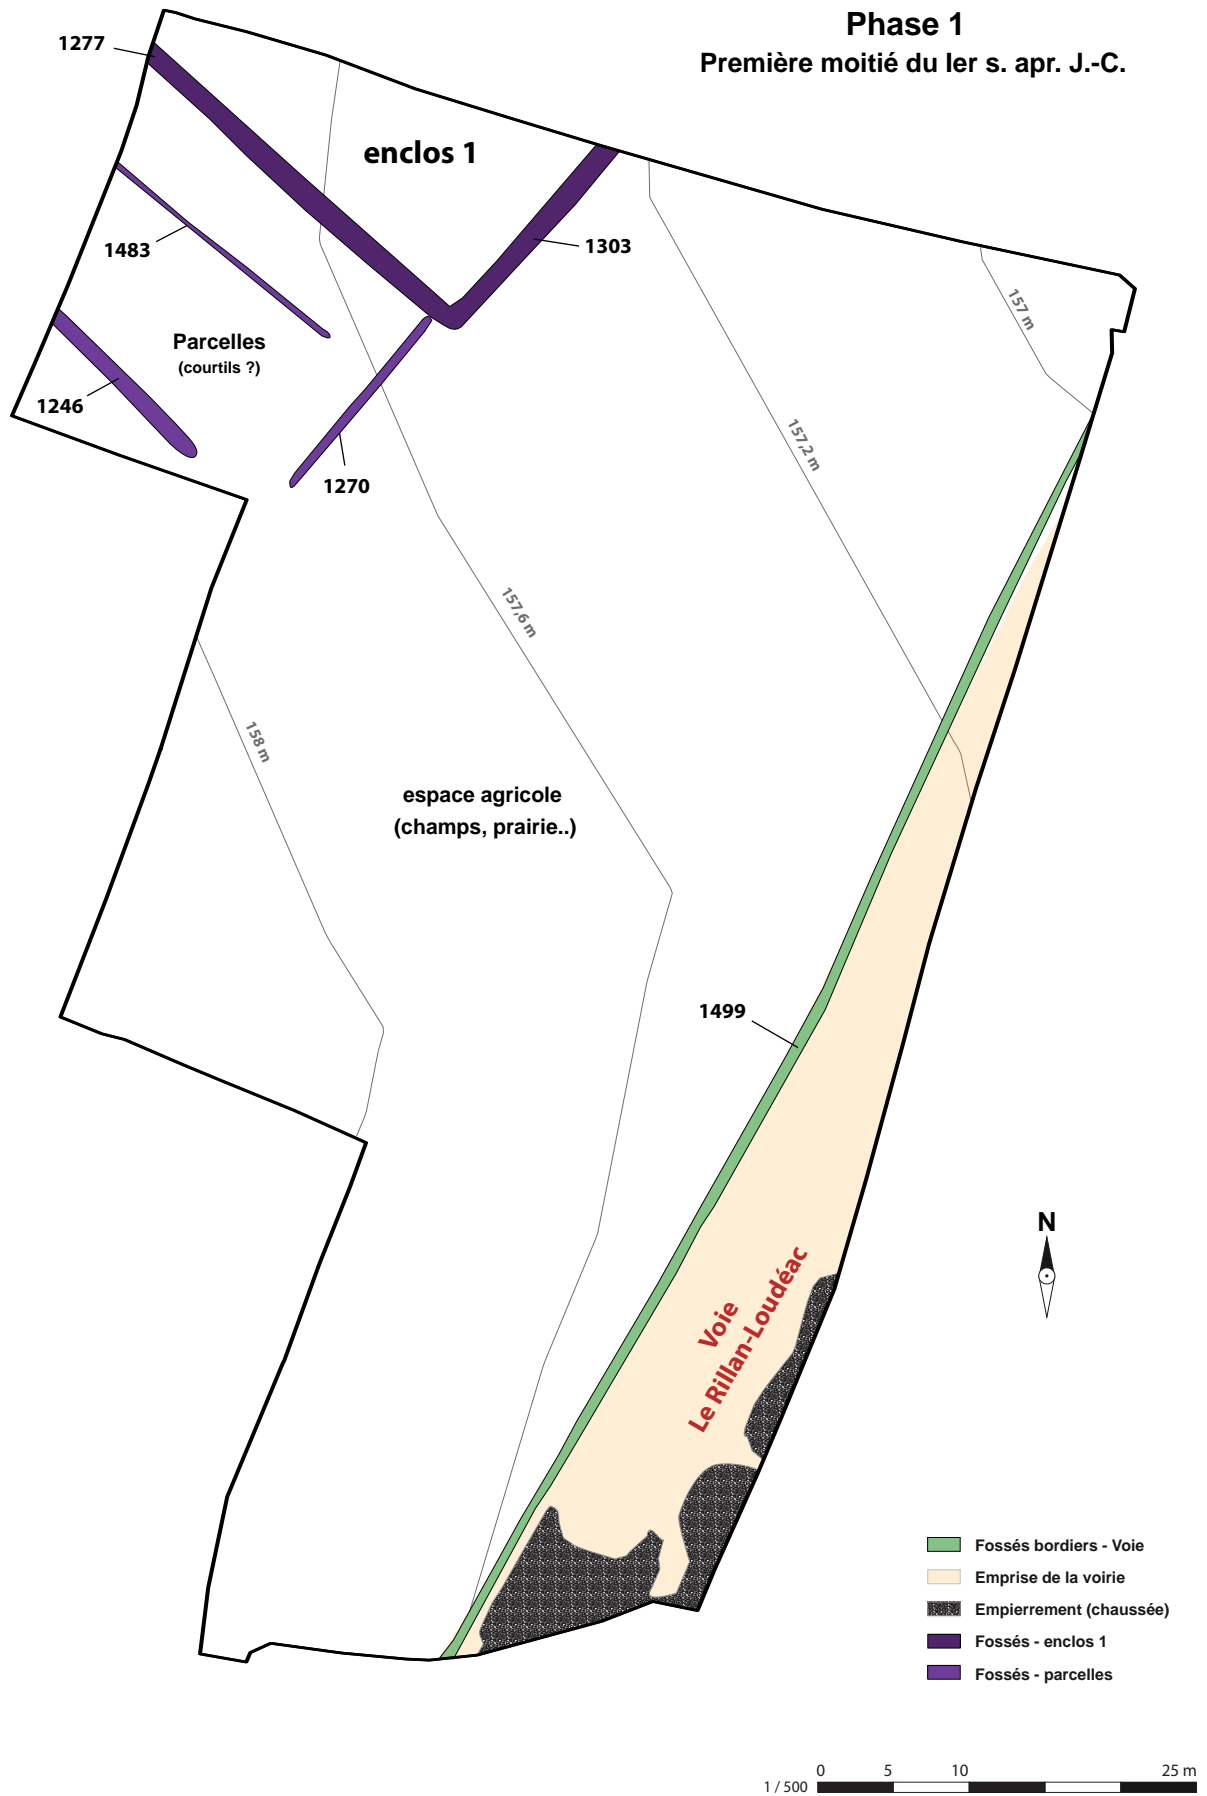 Phase 1
Première moitié du Ier s. apr. J.-C.
1277
enclos 1
1483
1303
Parcelles
(courtils ?)
1246
1270
157 m
157,2 m
157,6 m
158 m
espace agricole
(champs, prairie..)
1499
Voie
Le Rillan-Loudéac
N
Fossés bordiers - Voie
Emprise de la voirie
Empierrement (chaussée)
Fossés - enclos 1
Fossés - parcelles
0 5 10 25 m
1 / 500